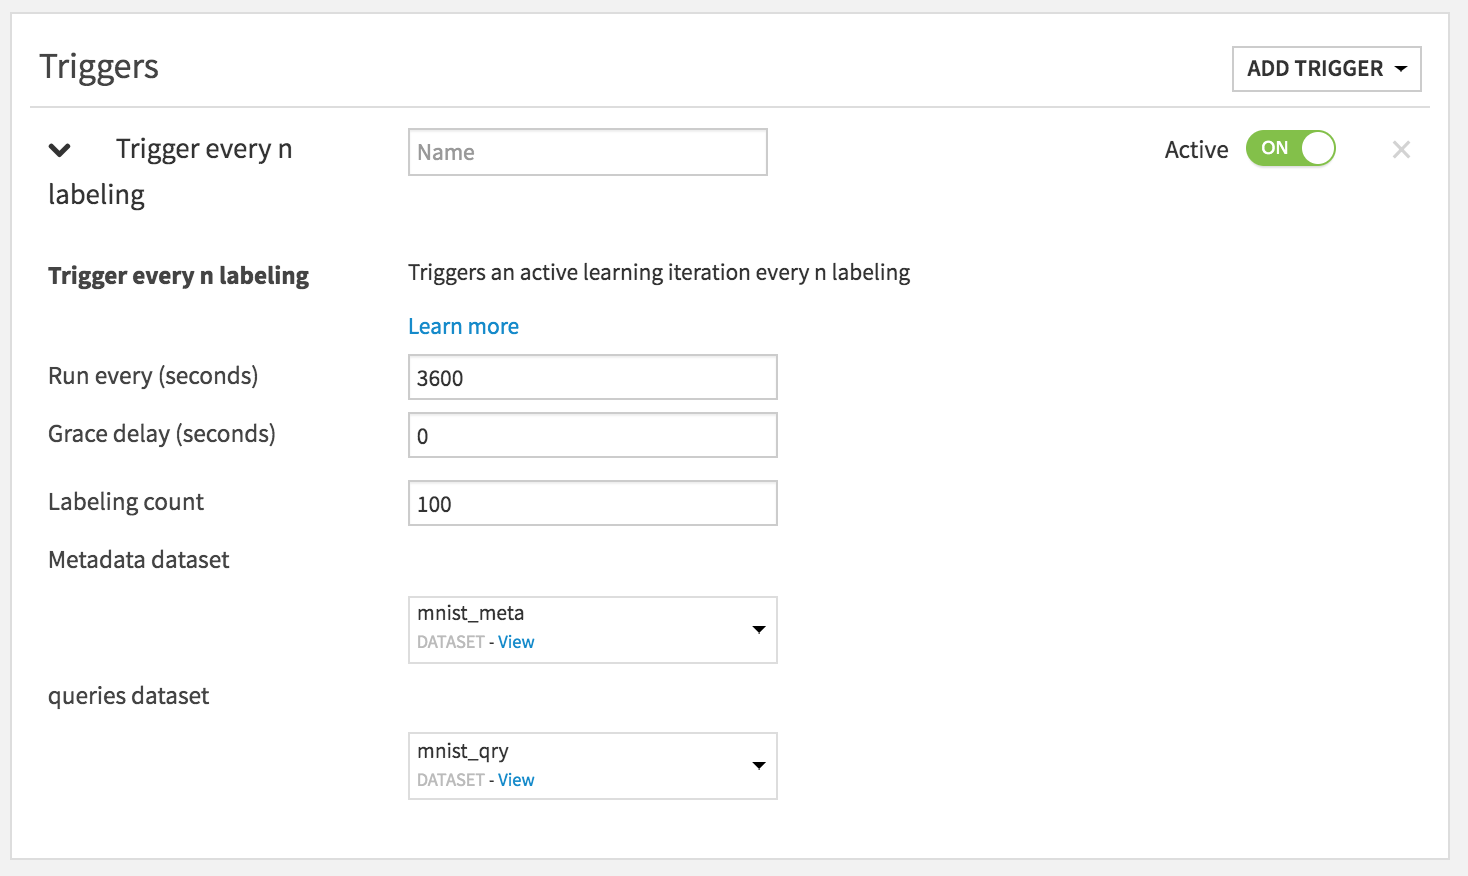 Triggers
ADD TRIGGER
Trigger every n
labeling
Name
Active
ON
Trigger every n labeling
Triggers an active learning iteration every n labeling
Learn more
Run every (seconds)
3600
Grace delay (seconds)
0
Labeling count
100
Metadata dataset
mnist_meta
DATASET - View
queries dataset
mnist_qry
DATASET - View